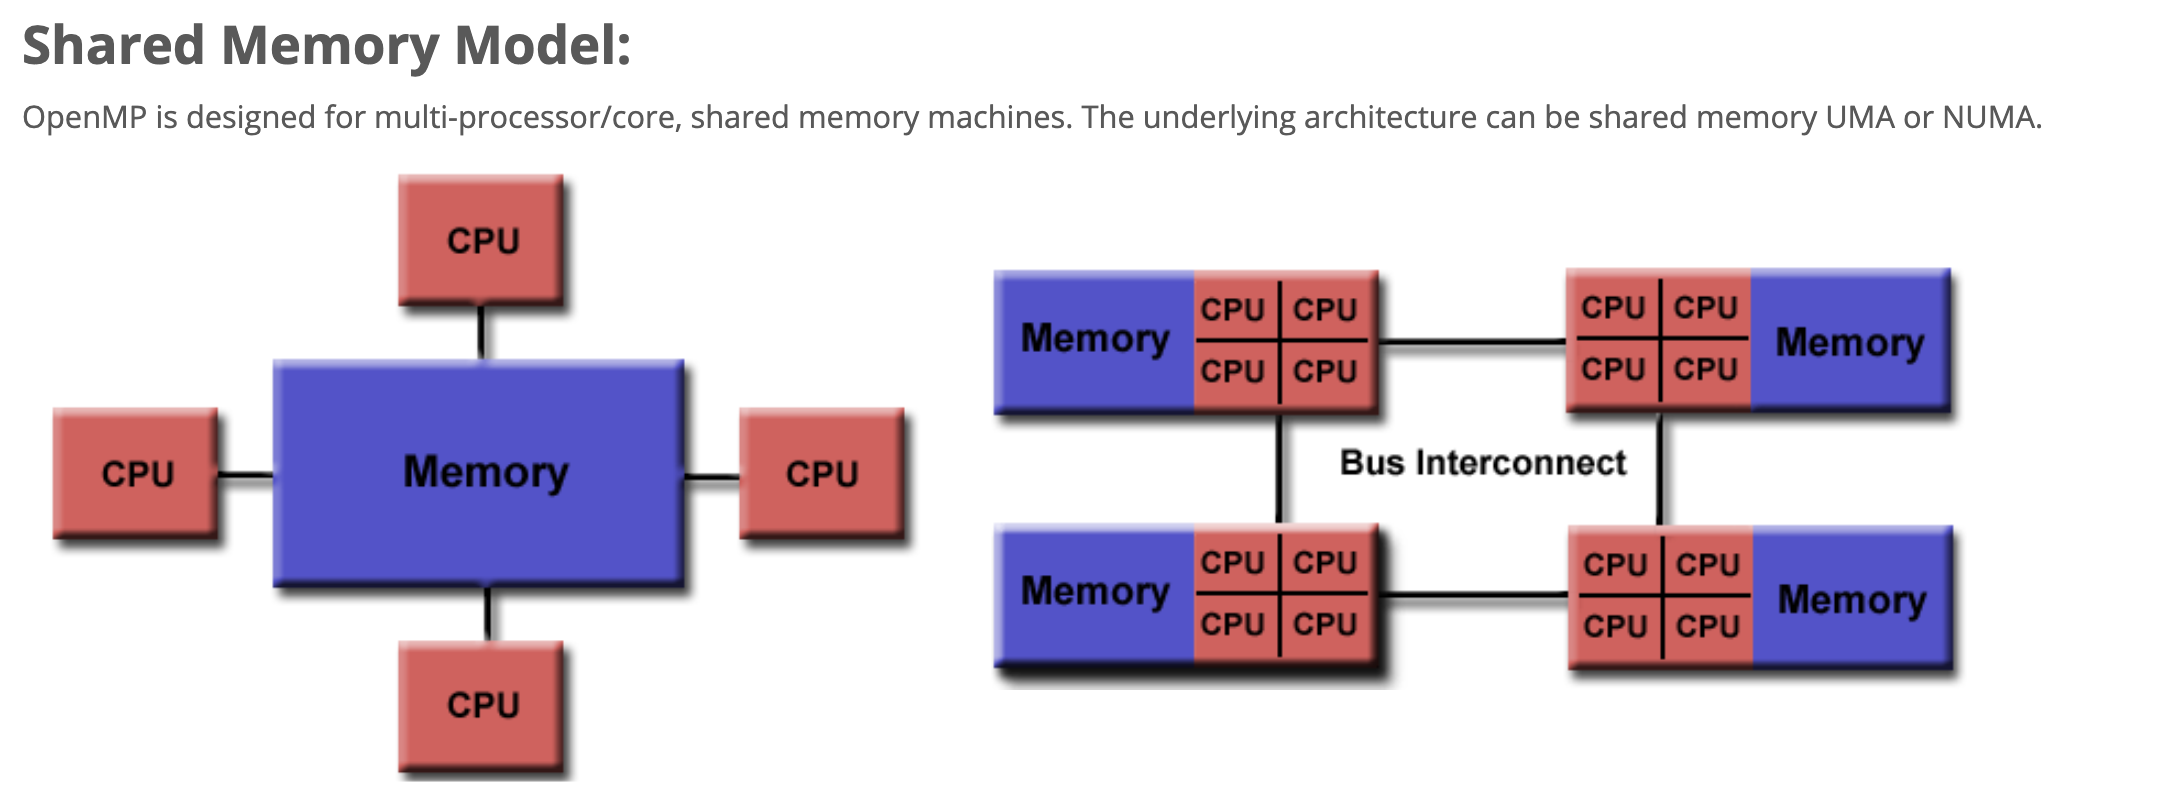 Shared Memory Model:
OpenMP is designed for multi-processor/core, shared memory machines. The underlying architecture can be shared memory UMA or NUMA.
CPU
CPU
Memory
CPU
CPU
Memory
CPU CPU
CPU CPU
CPU CPU
CPU CPU
Memory
Bus Interconnect
Memory
CPU CPU
CPU CPU
CPU CPU
CPU CPU
Memory